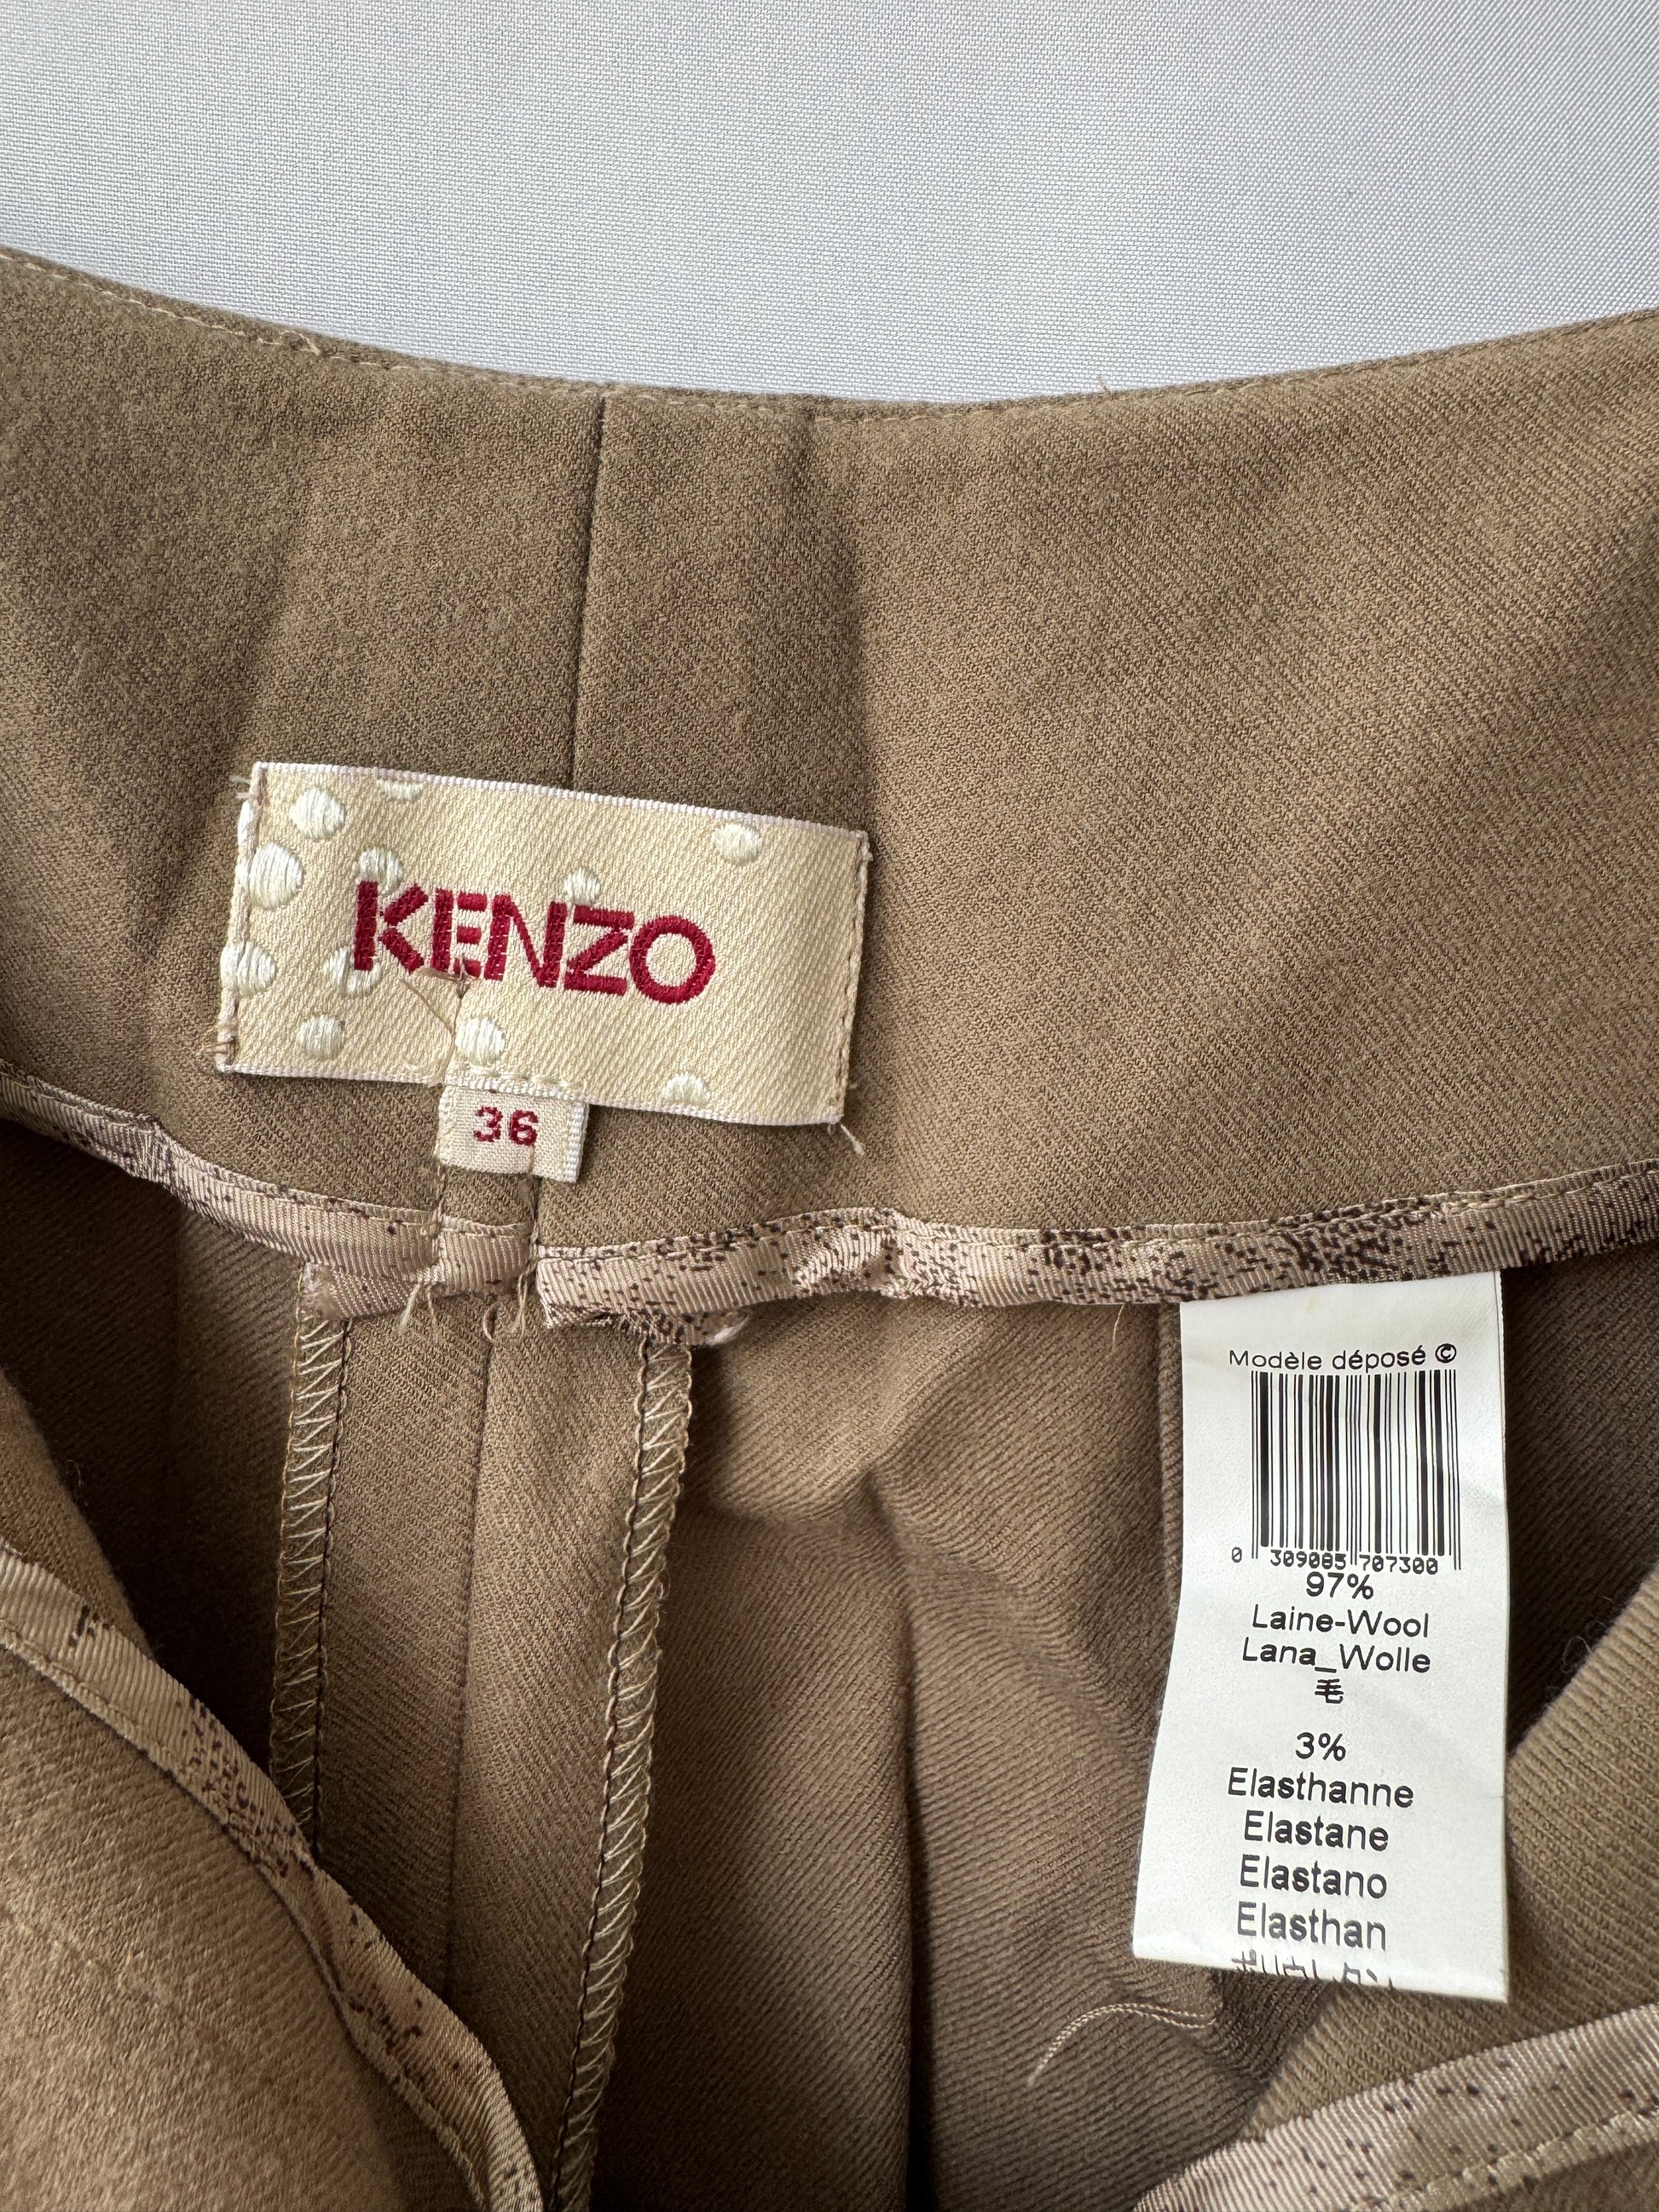 KENZO
36
Modèle déposé ©
0 309085 707300
97%
Laine-Wool
Lana_Wolle
毛
3%
Elasthanne
Elastane
Elastano
Elasthan